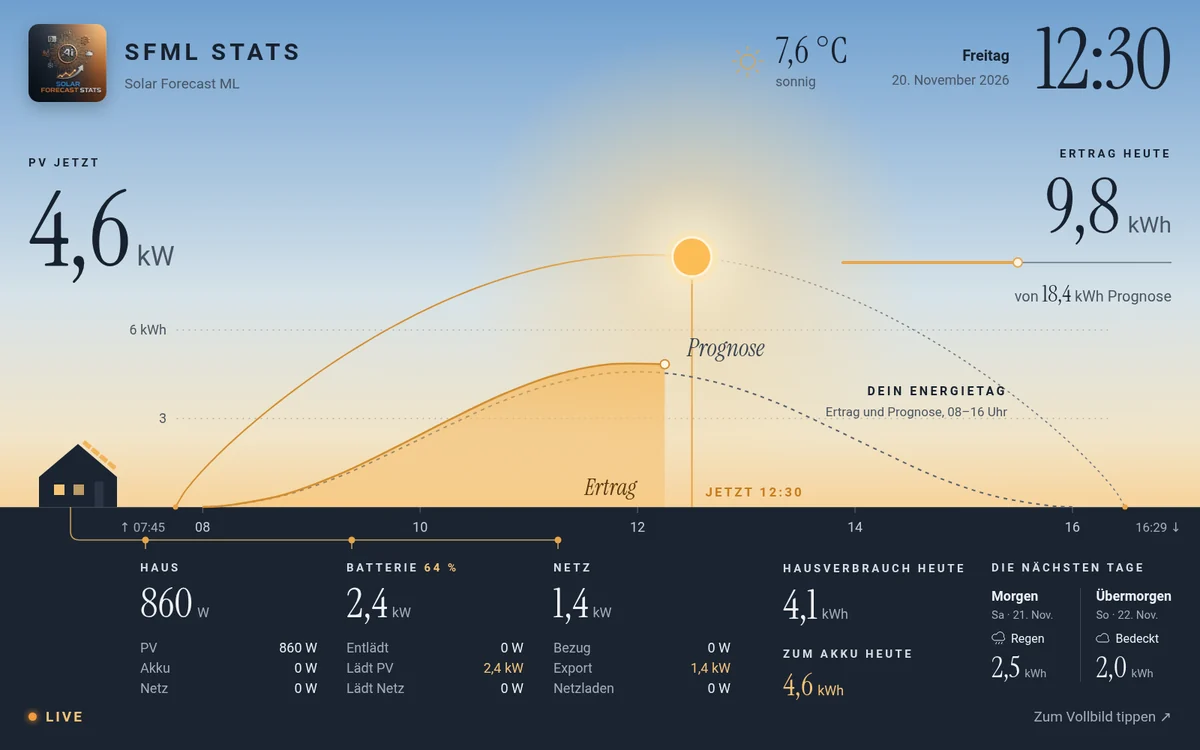 Ai
SOLAR
FORECAST STATS
SFML STATS
Solar Forecast ML
7,6 °C
sonnig
Freitag
20. November 2026
12:30
PV JETZT
4,6 kW
ERTRAG HEUTE
9,8 kWh
von 18,4 kWh Prognose
6 kWh
3
Prognose
DEIN ENERGIETAG
Ertrag und Prognose, 08–16 Uhr
Ertrag
JETZT 12:30
↑ 07:45
08
10
12
14
16
16:29 ↓
HAUS
860 W
PV 860 W
Akku 0 W
Netz 0 W
BATTERIE 64 %
2,4 kW
Entlädt 0 W
Lädt PV 2,4 kW
Lädt Netz 0 W
NETZ
1,4 kW
Bezug 0 W
Export 1,4 kW
Netzladen 0 W
HAUSVERBRAUCH HEUTE
4,1 kWh
ZUM AKKU HEUTE
4,6 kWh
DIE NÄCHSTEN TAGE
Morgen
Sa · 21. Nov.
Regen
2,5 kWh
Übermorgen
So · 22. Nov.
Bedeckt
2,0 kWh
LIVE
Zum Vollbild tippen ↗